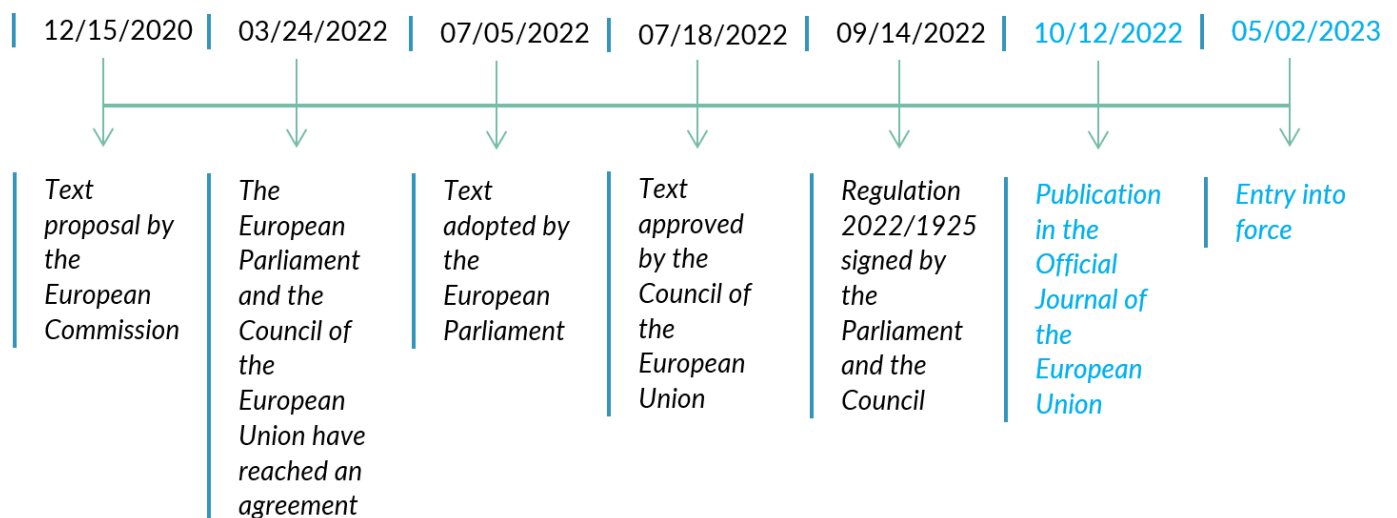 12/15/2020
03/24/2022
07/05/2022
07/18/2022
09/14/2022
10/12/2022
05/02/2023
Text
proposal by
the
European
Commission
The
European
Parliament
and the
Council of
the
European
Union have
reached an
agreement
Text
adopted by
the
European
Parliament
Text
approved
by the
Council of
the
European
Union
Regulation
2022/1925
signed by
the
Parliament
and the
Council
Publication
in the
Official
Journal of
the
European
Union
Entry into
force